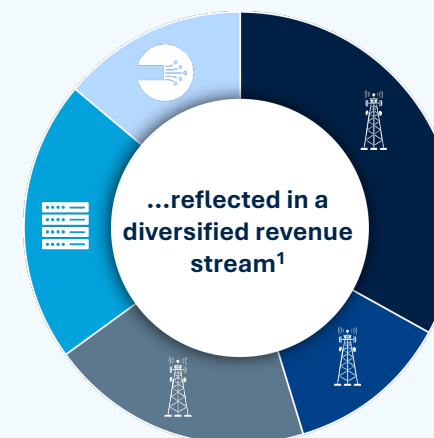 ...reflected in a
diversified revenue
stream¹